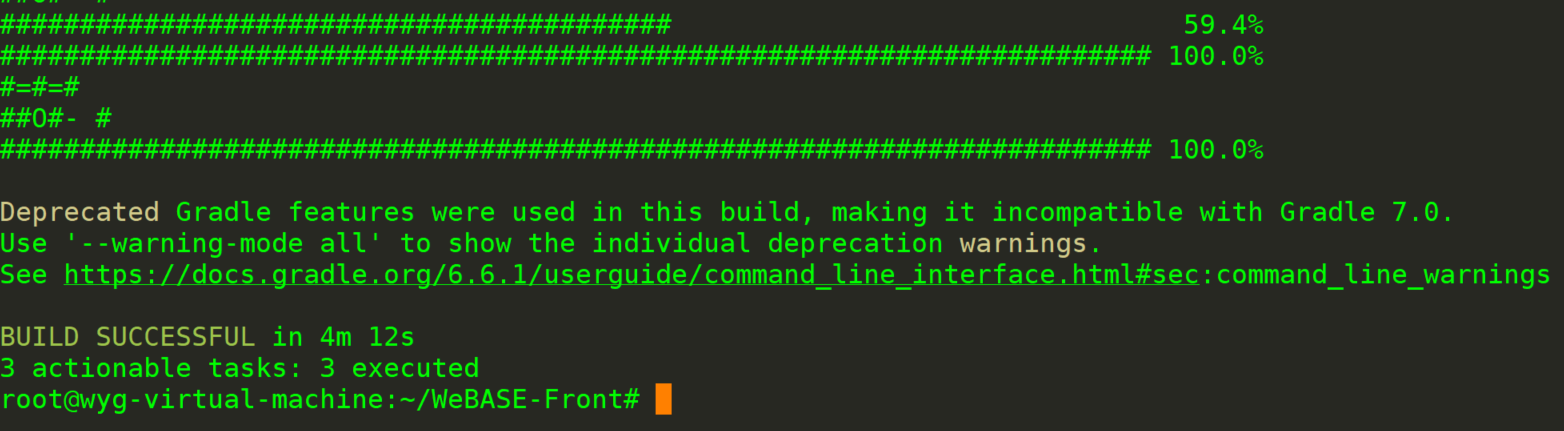 ######################################### 59.4%
######################################################################## 100.0%
#=#=#
##O#- #
######################################################################## 100.0%
Deprecated Gradle features were used in this build, making it incompatible with Gradle 7.0.
Use '--warning-mode all' to show the individual deprecation warnings.
See https://docs.gradle.org/6.6.1/userguide/command_line_interface.html#sec:command_line_warnings
BUILD SUCCESSFUL in 4m 12s
3 actionable tasks: 3 executed
root@wyg-virtual-machine:~/WeBASE-Front#